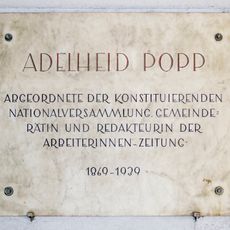 ADELHEID POPP
ABGEORDNETE DER KONSTITUIERENDEN
NATIONALVERSAMMLUNG, GEMEINDE=
RÄTIN UND REDAKTEURIN DER
ARBEITERINNEN-ZEITUNG
1869-1939